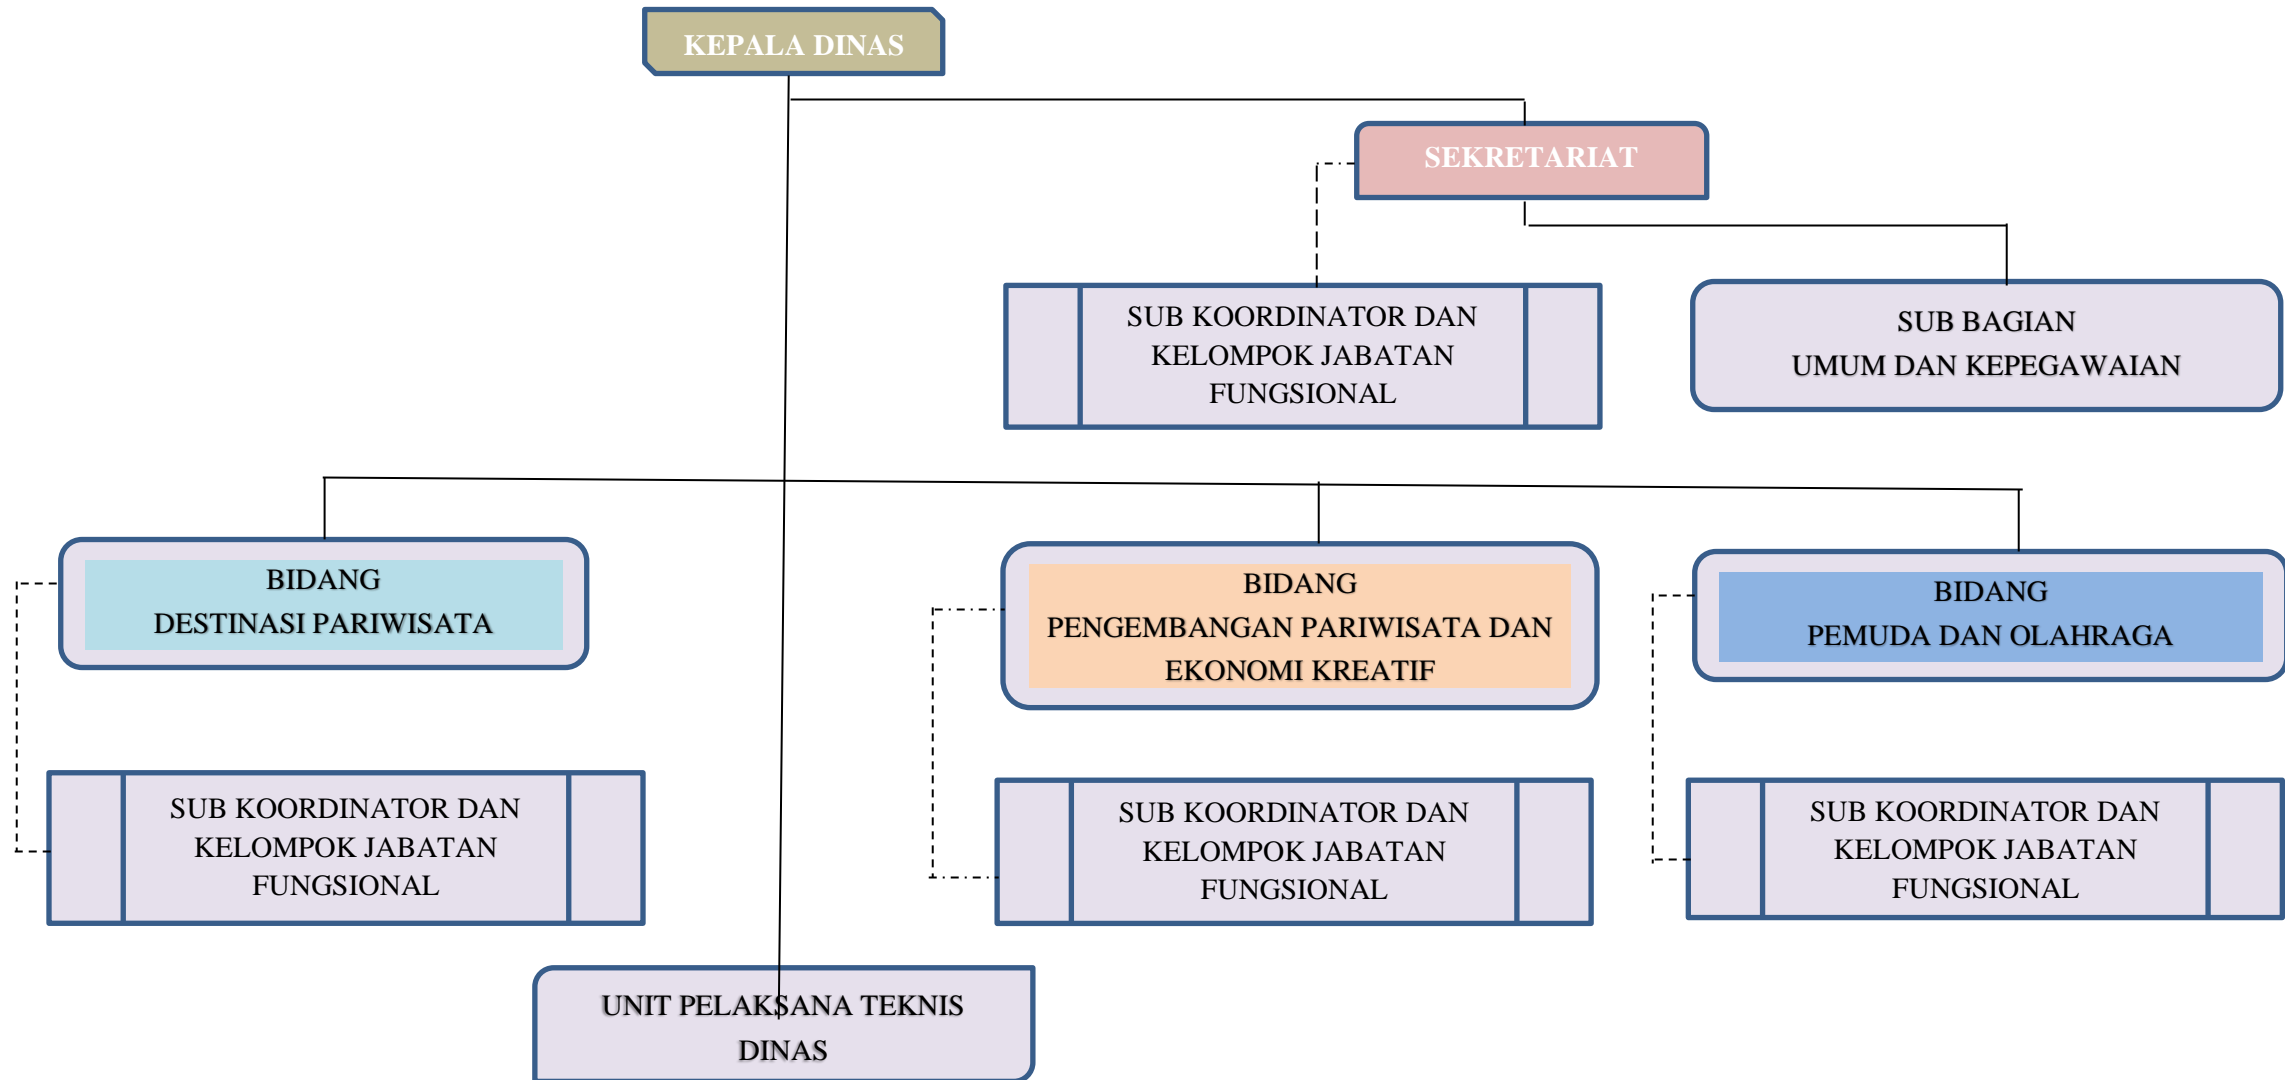 KEPALA DINAS
SEKRETARIAT
SUB KOORDINATOR DAN
KELOMPOK JABATAN
FUNGSIONAL
SUB BAGIAN
UMUM DAN KEPEGAWAIAN
BIDANG
DESTINASI PARIWISATA
BIDANG
PENGEMBANGAN PARIWISATA DAN
EKONOMI KREATIF
BIDANG
PEMUDA DAN OLAHRAGA
SUB KOORDINATOR DAN
KELOMPOK JABATAN
FUNGSIONAL
SUB KOORDINATOR DAN
KELOMPOK JABATAN
FUNGSIONAL
SUB KOORDINATOR DAN
KELOMPOK JABATAN
FUNGSIONAL
UNIT PELAKSANA TEKNIS
DINAS